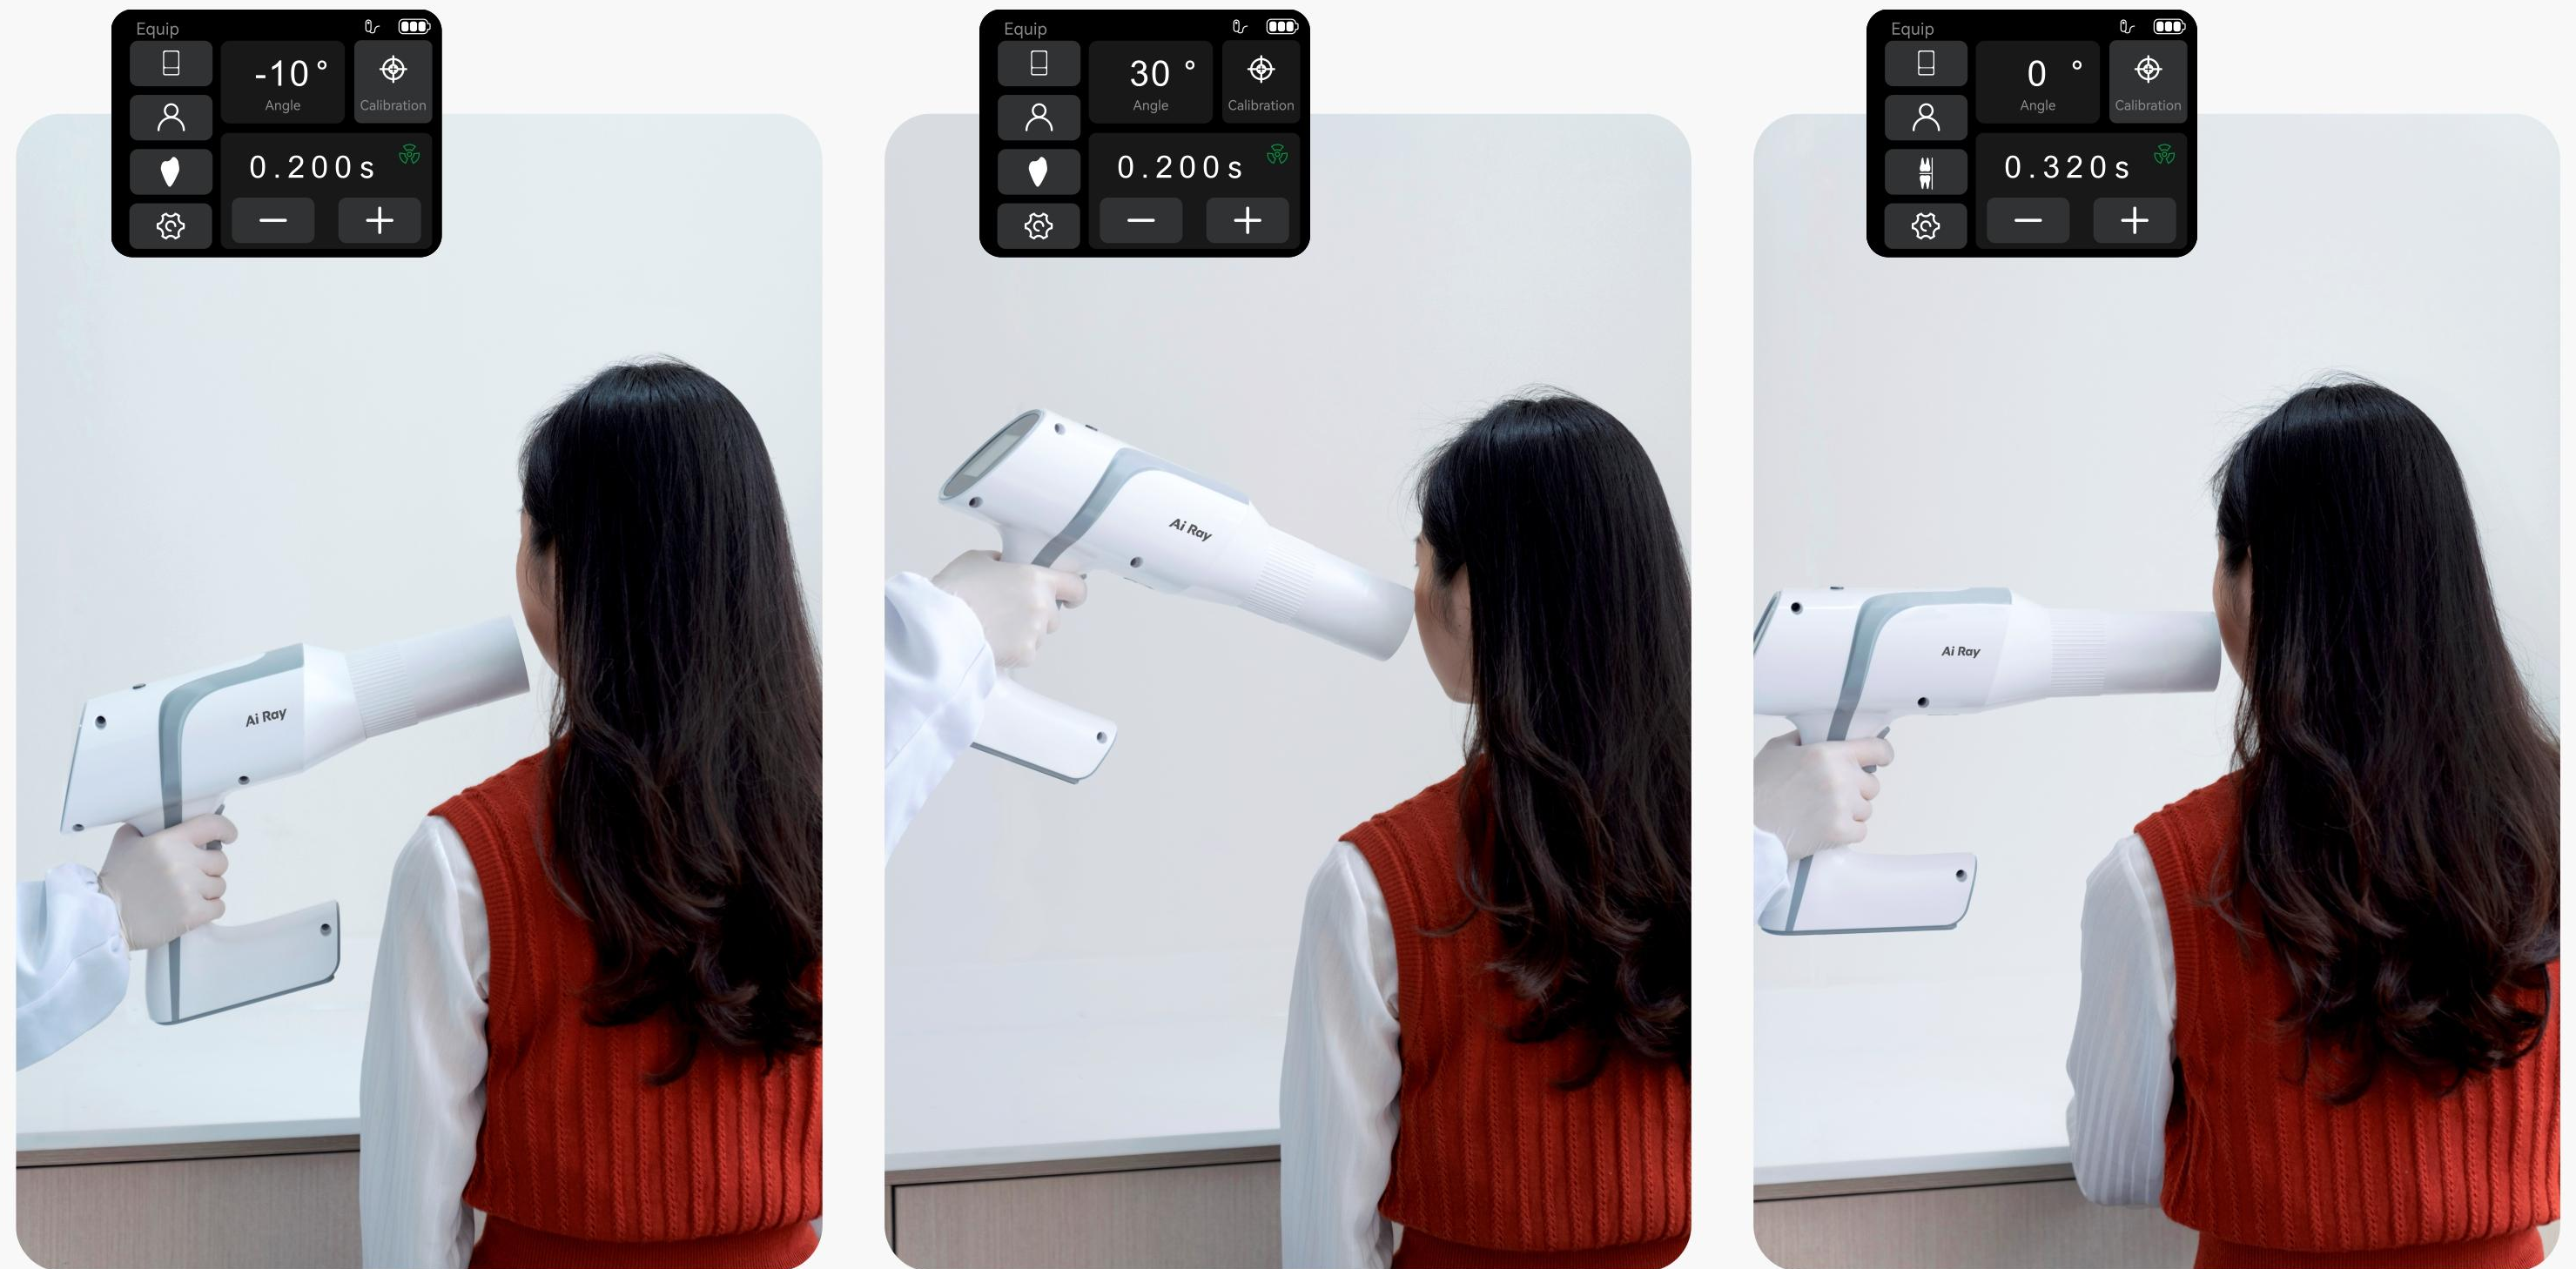 Equip
-10°
Angle
Calibration
0.200s
Ai Ray
Equip
30 °
Angle
Calibration
0.200s
Ai Ray
Equip
0 °
Angle
Calibration
0.320s
Ai Ray